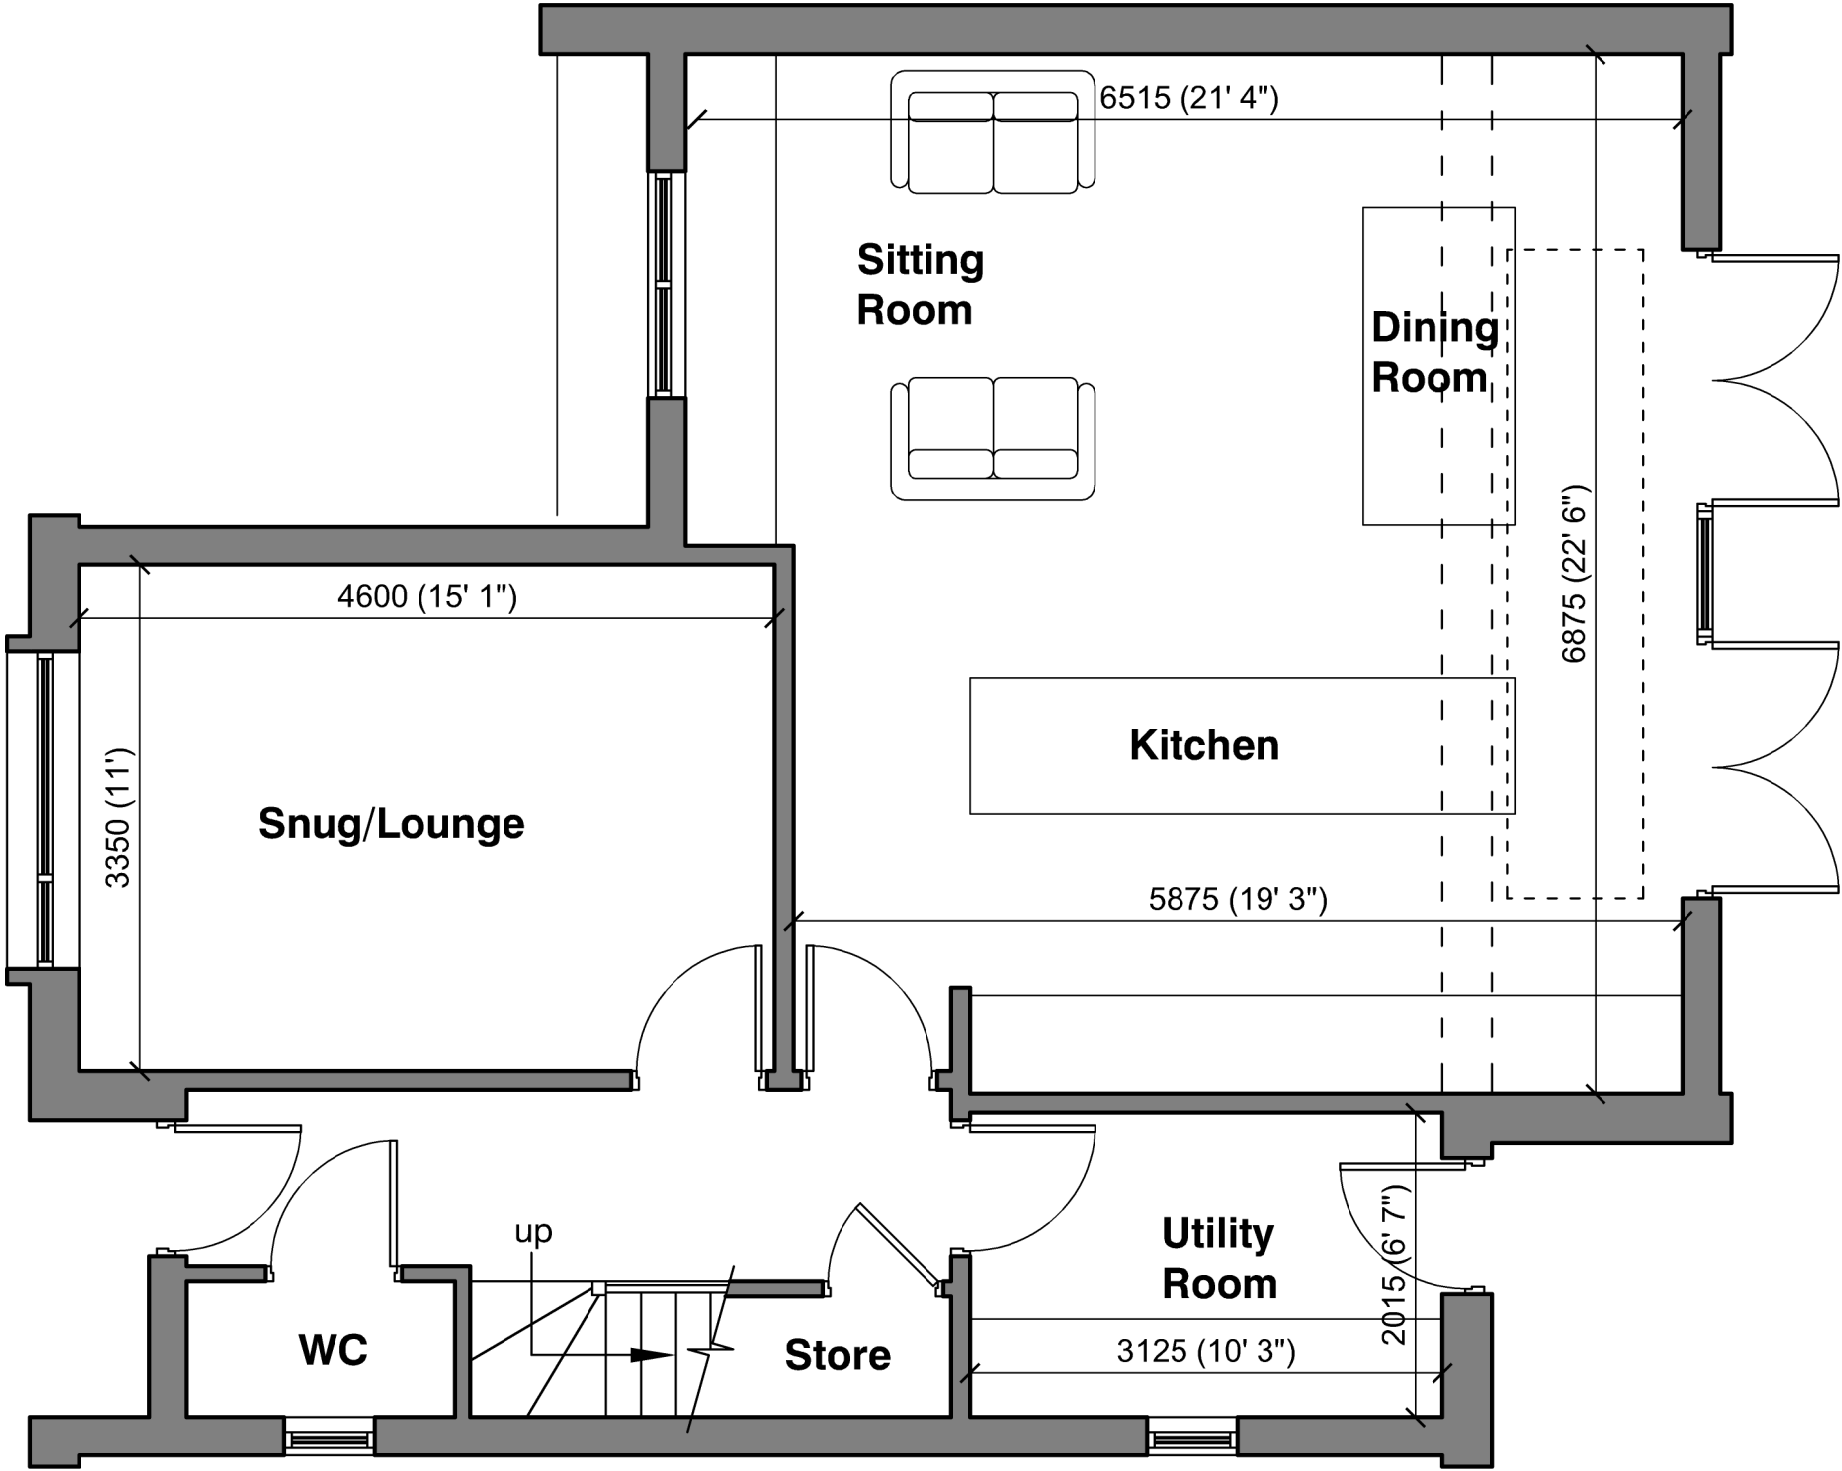 6515 (21' 4")
Sitting
Room
Dining
Room
6875 (22' 6")
4600 (15' 1")
3350 (11')
Snug/Lounge
Kitchen
5875 (19' 3")
up
Utility
Room
2015 (6' 7")
WC
Store
3125 (10' 3")